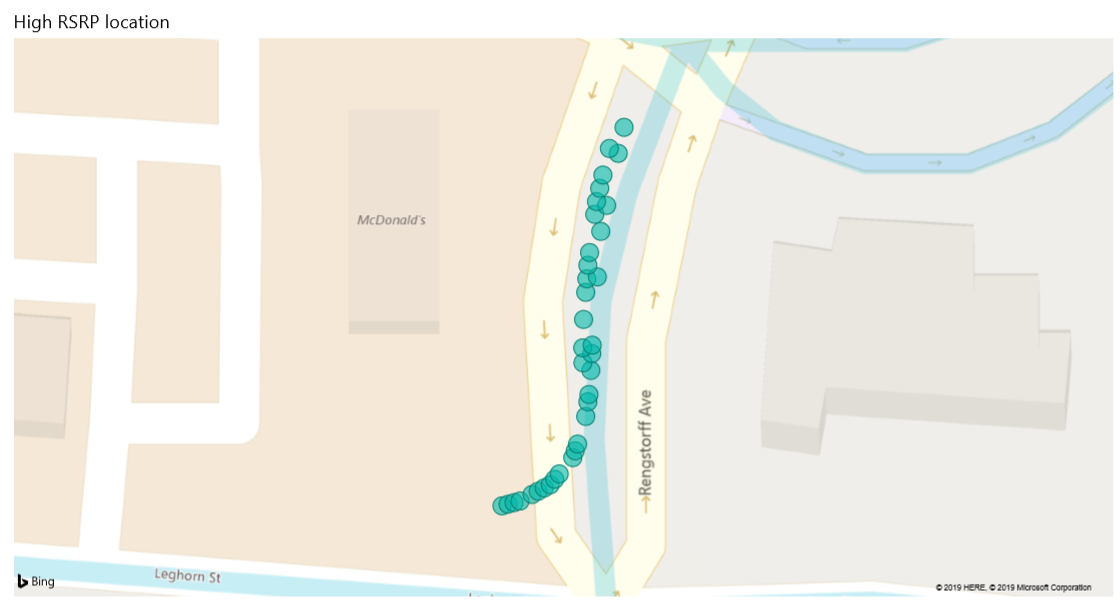 High RSRP location
McDonald's
Rengstorff Ave
Leghorn St
Bing
© 2019 HERE, © 2019 Microsoft Corporation